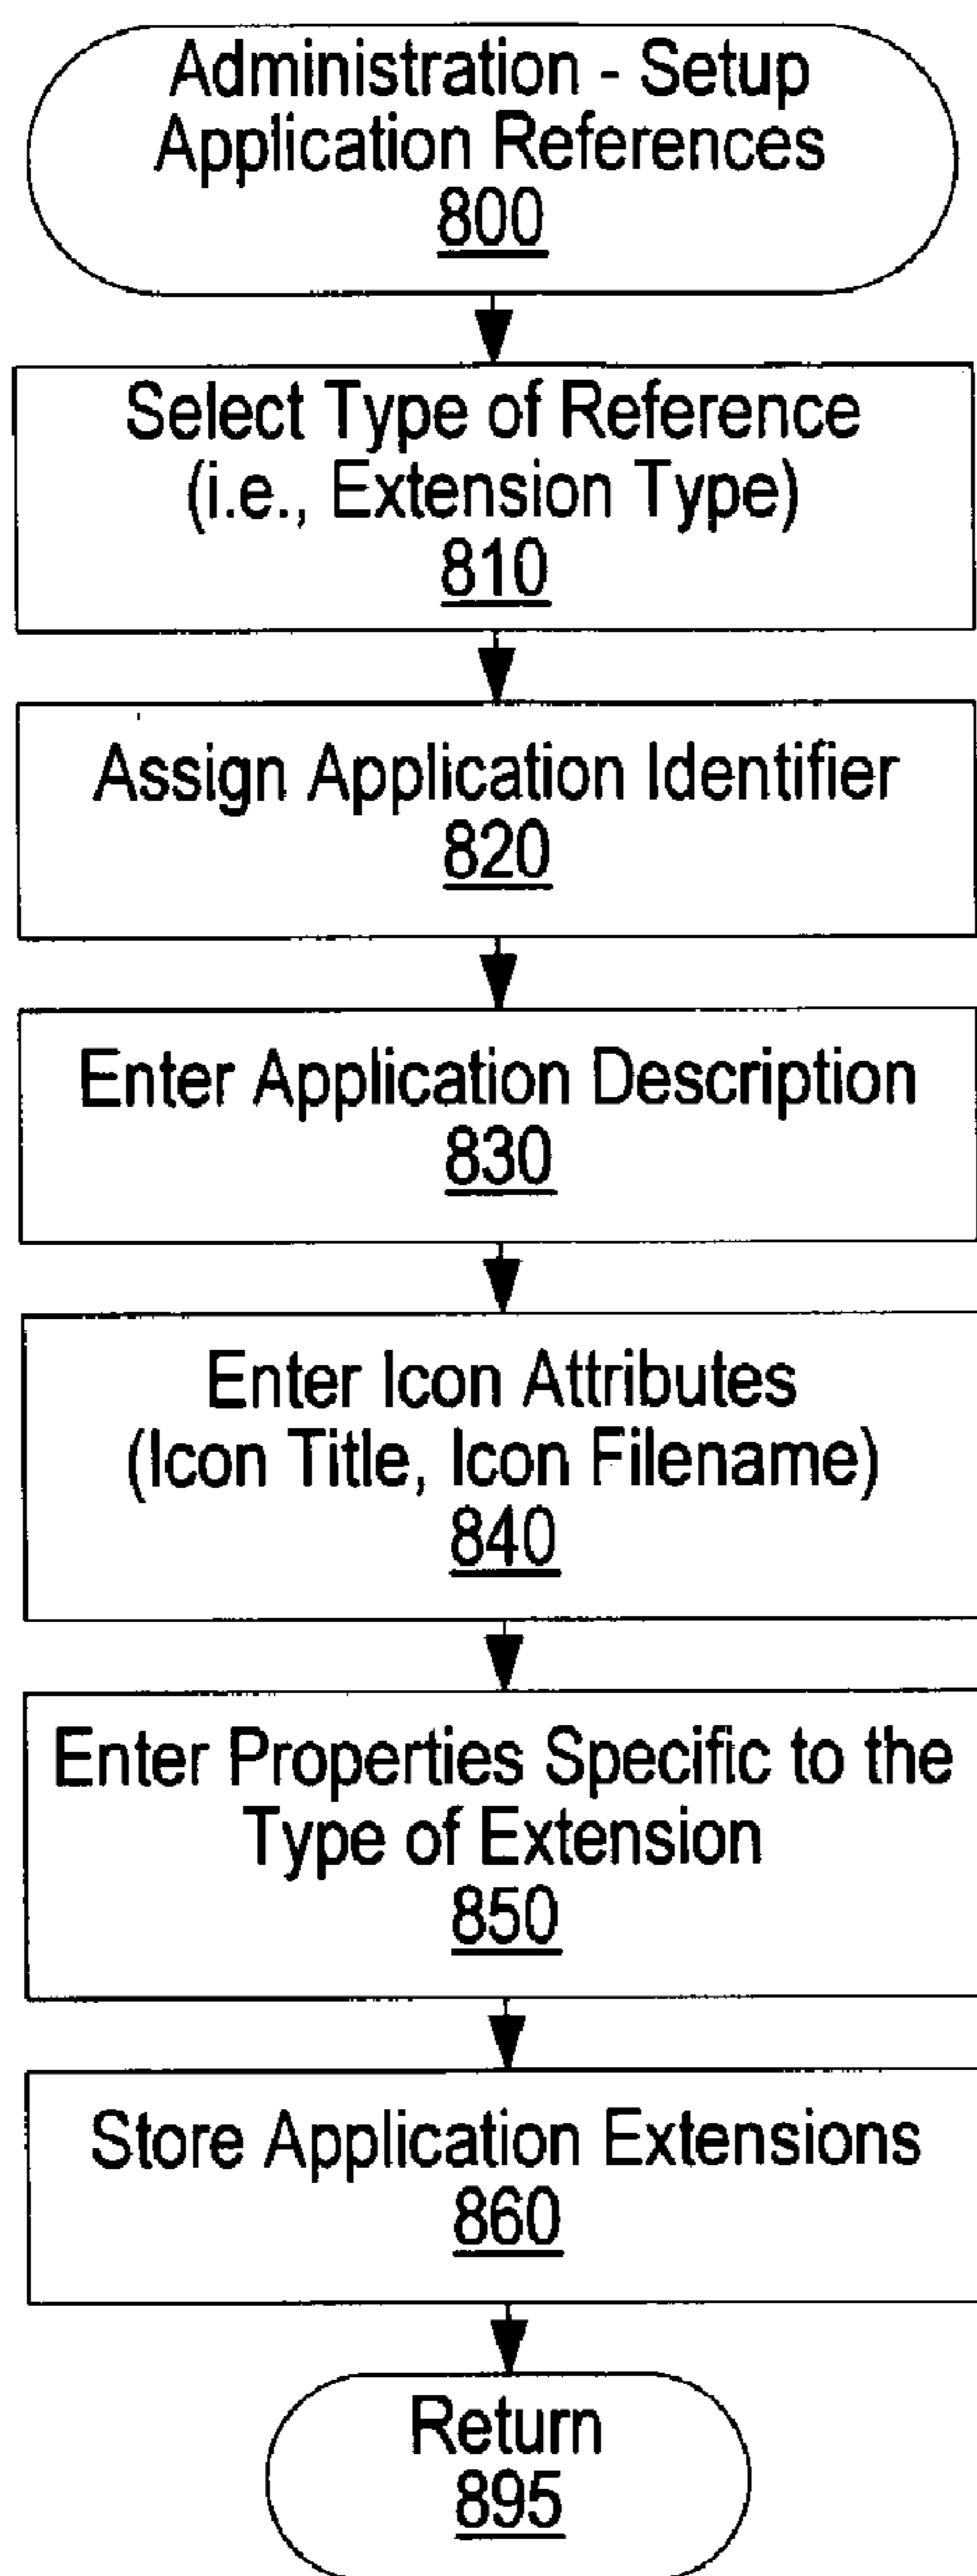 Administration - Setup
Application References
800
Select Type of Reference
(i.e., Extension Type)
810
Assign Application Identifier
820
Enter Application Description
830
Enter Icon Attributes
(Icon Title, Icon Filename)
840
Enter Properties Specific to the
Type of Extension
850
Store Application Extensions
860
Return
895